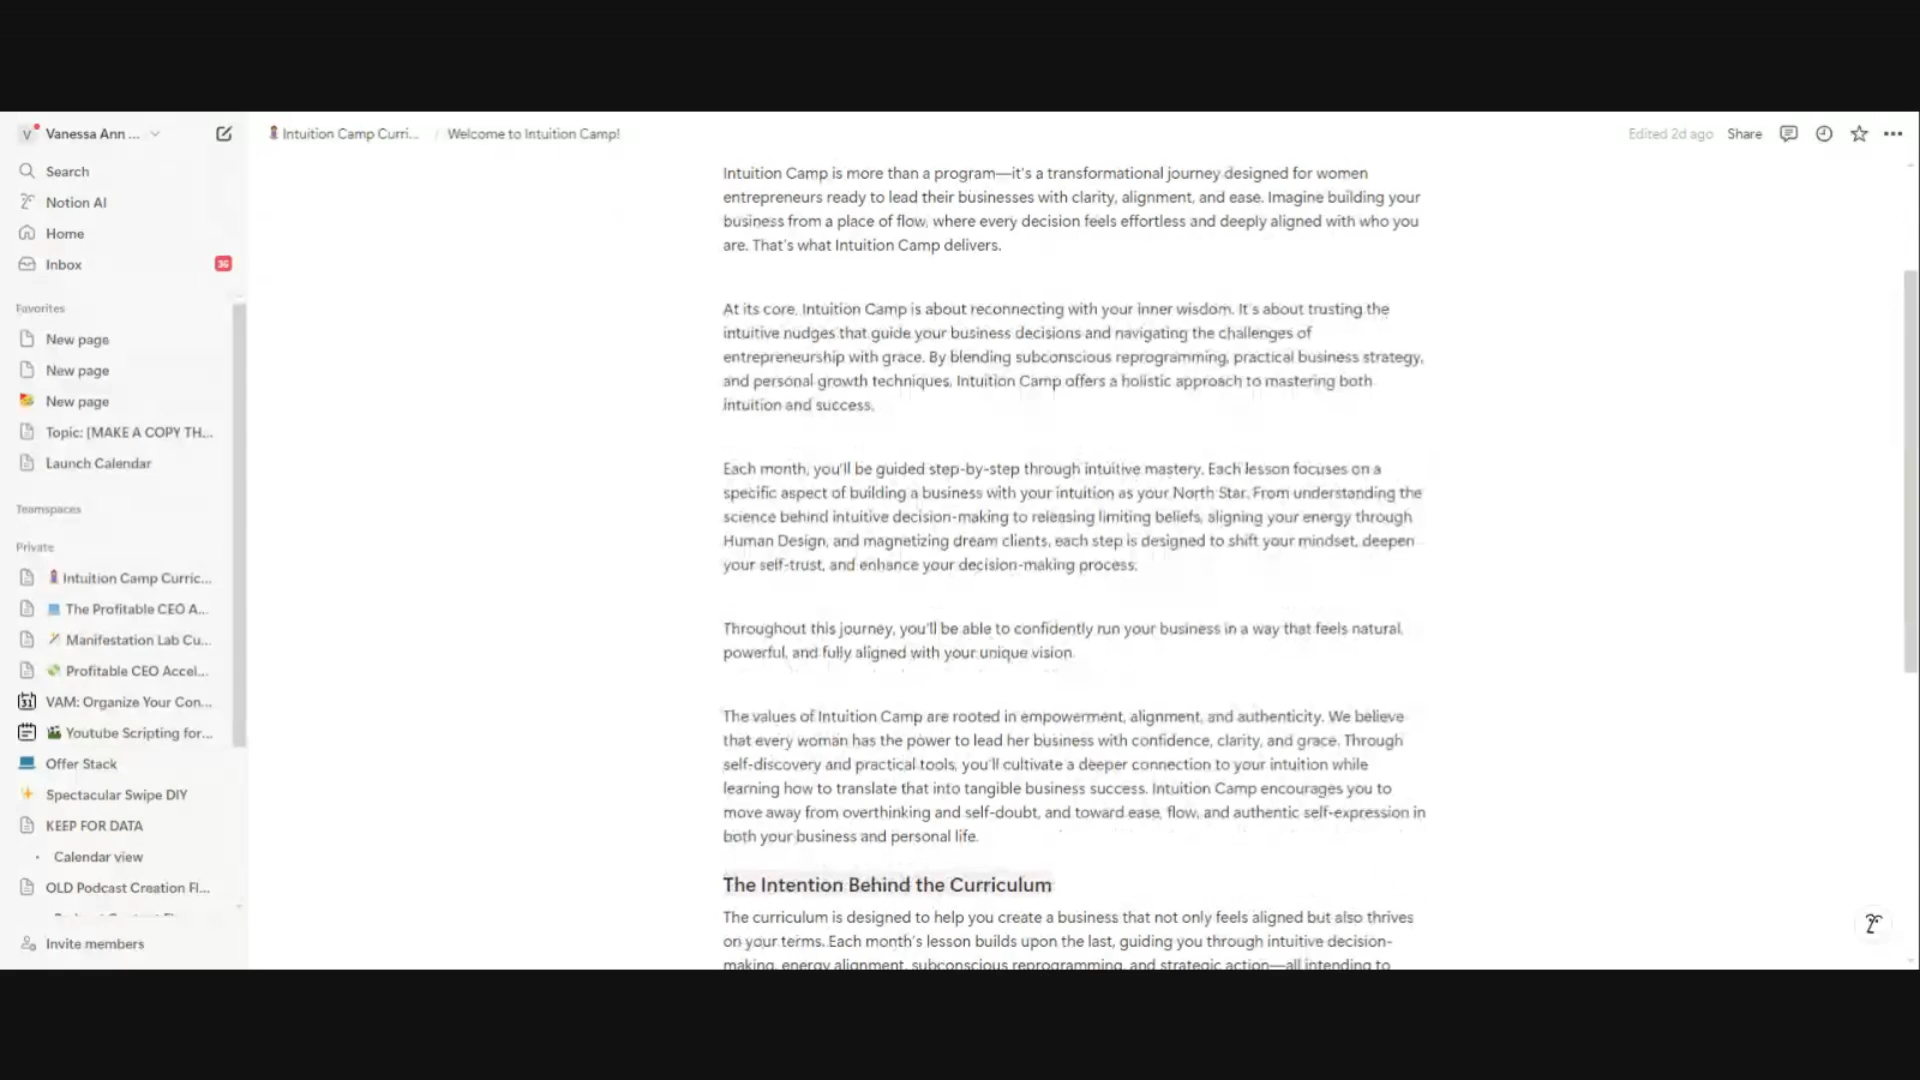 V Vanessa Ann ...
Search
Notion AI
Home
Inbox 36
Favorites
New page
New page
New page
Topic: [MAKE A COPY TH...
Launch Calendar
Teamspaces
Private
Intuition Camp Curric...
The Profitable CEO A...
Manifestation Lab Cu...
Profitable CEO Accel...
31 VAM: Organize Your Con...
Youtube Scripting for...
Offer Stack
Spectacular Swipe DIY
KEEP FOR DATA
Calendar view
OLD Podcast Creation Fl...
Invite members
Intuition Camp Curri... / Welcome to Intuition Camp!
Edited 2d ago Share
Intuition Camp is more than a program—it's a transformational journey designed for women
entrepreneurs ready to lead their businesses with clarity, alignment, and ease. Imagine building your
business from a place of flow, where every decision feels effortless and deeply aligned with who you
are. That's what Intuition Camp delivers.
At its core, Intuition Camp is about reconnecting with your inner wisdom. It's about trusting the
intuitive nudges that guide your business decisions and navigating the challenges of
entrepreneurship with grace. By blending subconscious reprogramming, practical business strategy,
and personal growth techniques, Intuition Camp offers a holistic approach to mastering both
intuition and success.
Each month, you'll be guided step-by-step through intuitive mastery. Each lesson focuses on a
specific aspect of building a business with your intuition as your North Star. From understanding the
science behind intuitive decision-making to releasing limiting beliefs, aligning your energy through
Human Design, and magnetizing dream clients, each step is designed to shift your mindset, deepen
your self-trust, and enhance your decision-making process.
Throughout this journey, you'll be able to confidently run your business in a way that feels natural,
powerful, and fully aligned with your unique vision.
The values of Intuition Camp are rooted in empowerment, alignment, and authenticity. We believe
that every woman has the power to lead her business with confidence, clarity, and grace. Through
self-discovery and practical tools, you'll cultivate a deeper connection to your intuition while
learning how to translate that into tangible business success. Intuition Camp encourages you to
move away from overthinking and self-doubt, and toward ease, flow, and authentic self-expression in
both your business and personal life.
The Intention Behind the Curriculum
The curriculum is designed to help you create a business that not only feels aligned but also thrives
on your terms. Each month's lesson builds upon the last, guiding you through intuitive decision-
making, energy alignment, subconscious reprogramming, and strategic action—all intending to